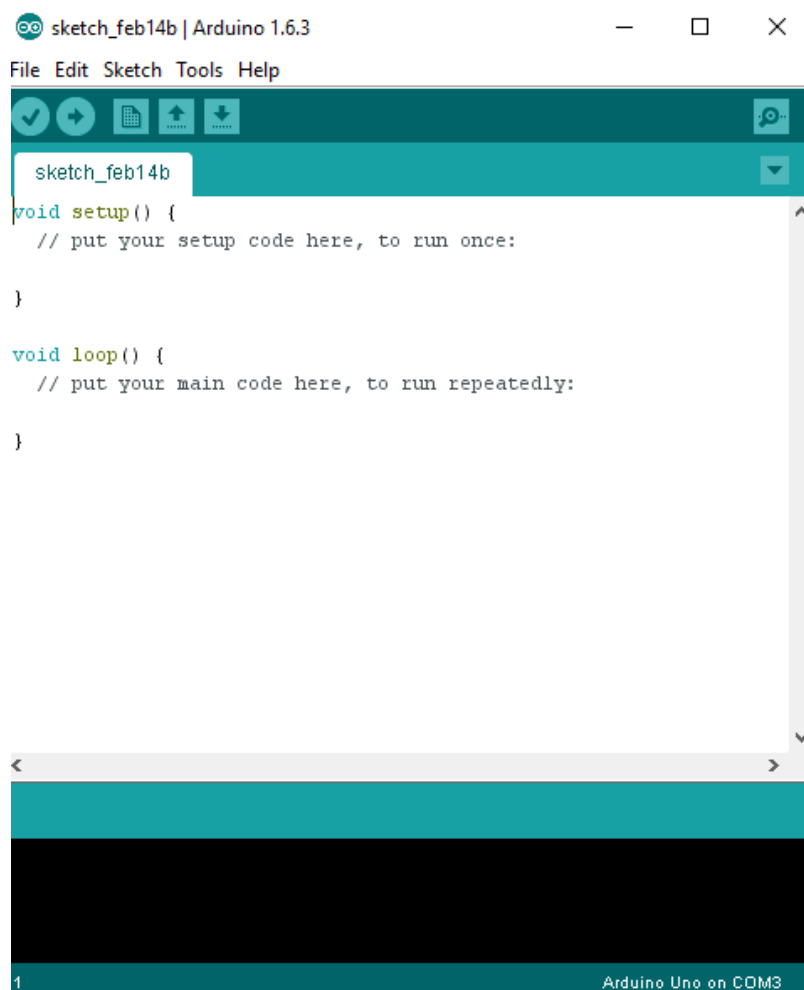 sketch_feb14b | Arduino 1.6.3
File Edit Sketch Tools Help
sketch_feb14b
void setup() {
  // put your setup code here, to run once:
}
void loop() {
  // put your main code here, to run repeatedly:
}
1 Arduino Uno on COM3